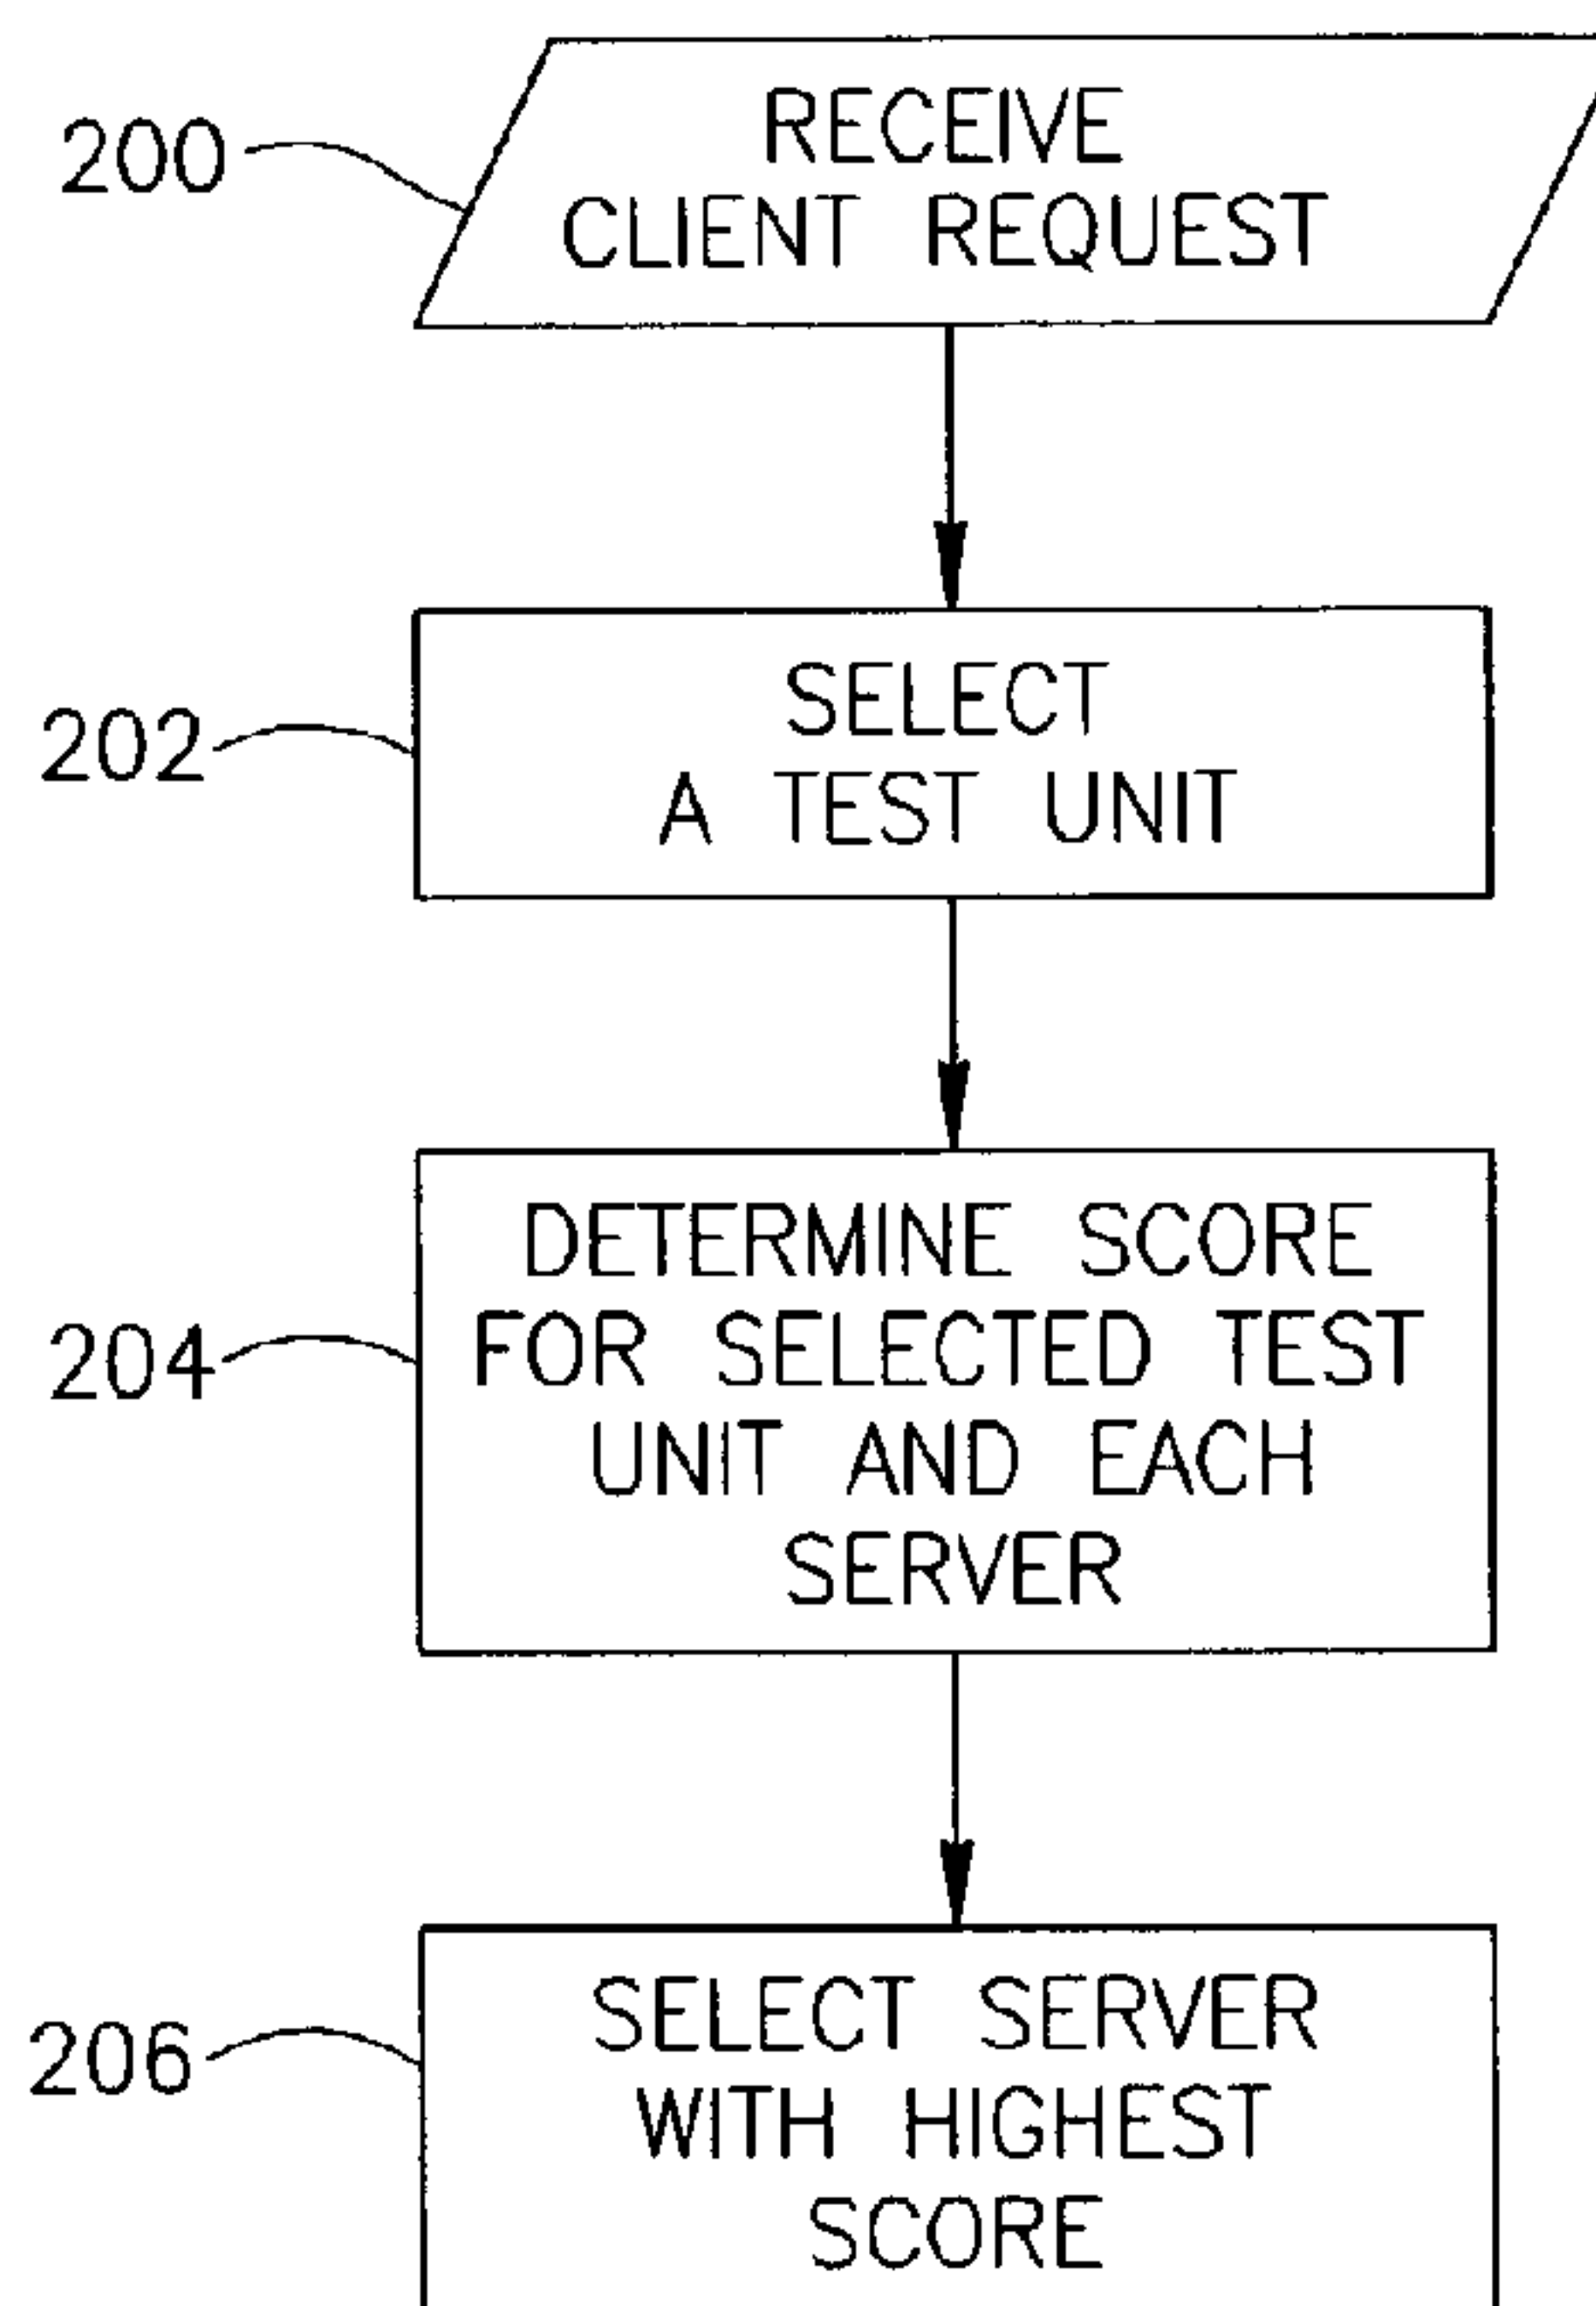 200
RECEIVE
CLIENT REQUEST
202
SELECT
A TEST UNIT
204
DETERMINE SCORE
FOR SELECTED TEST
UNIT AND EACH
SERVER
206
SELECT SERVER
WITH HIGHEST
SCORE